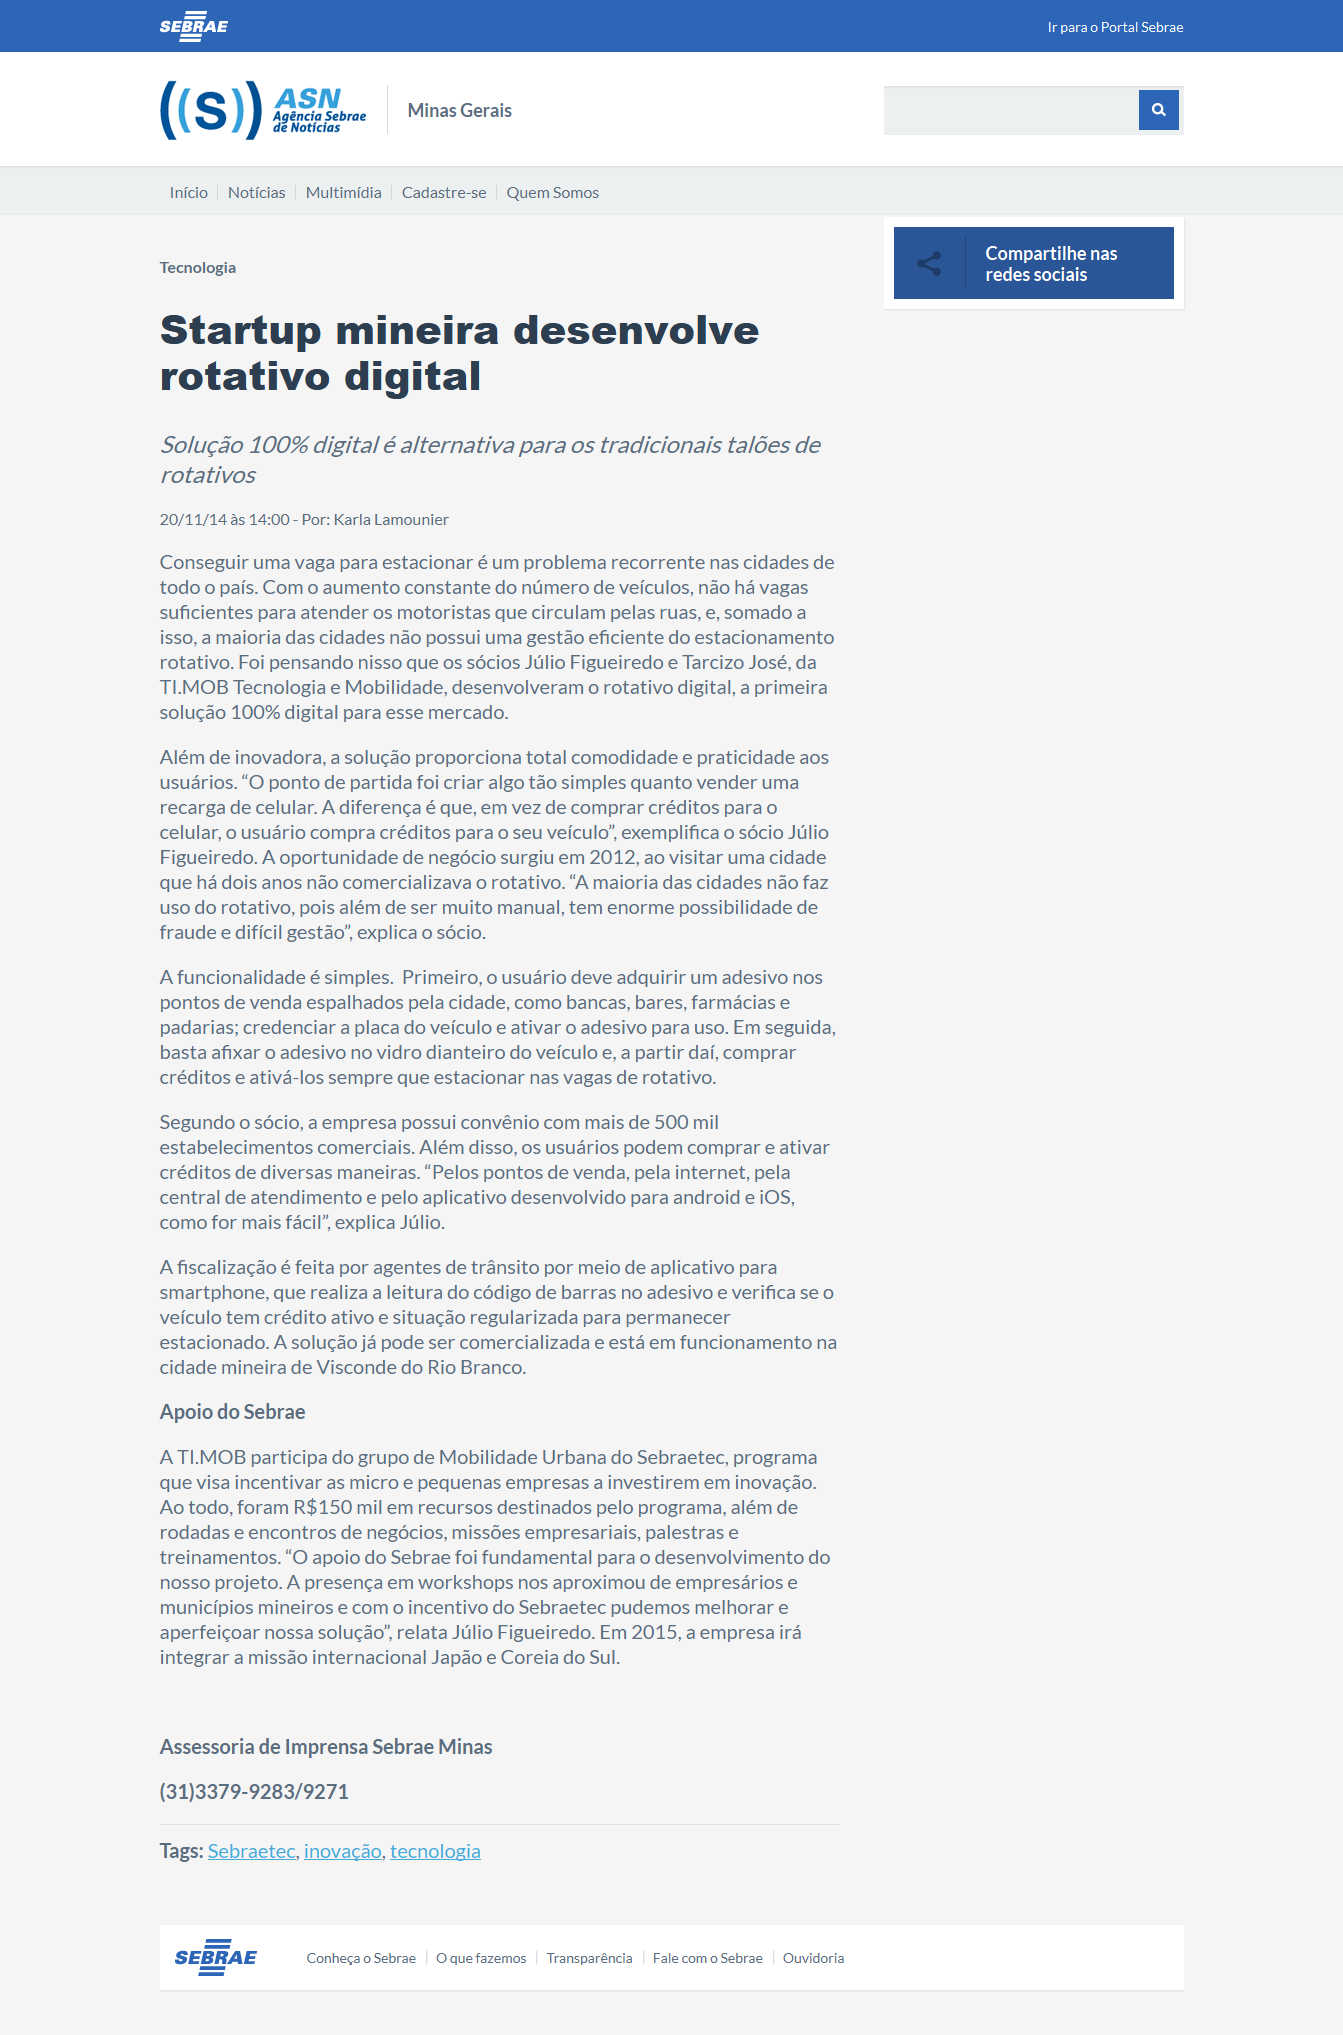 SEBRAE
Ir para o Portal Sebrae
((S)) ASN
Agência Sebrae
de Notícias
Minas Gerais
Início
Notícias
Multimídia
Cadastre-se
Quem Somos
Compartilhe nas
redes sociais
Tecnologia
Startup mineira desenvolve
rotativo digital
Solução 100% digital é alternativa para os tradicionais talões de
rotativos
20/11/14 às 14:00 - Por: Karla Lamounier
Conseguir uma vaga para estacionar é um problema recorrente nas cidades de
todo o país. Com o aumento constante do número de veículos, não há vagas
suficientes para atender os motoristas que circulam pelas ruas, e, somado a
isso, a maioria das cidades não possui uma gestão eficiente do estacionamento
rotativo. Foi pensando nisso que os sócios Júlio Figueiredo e Tarcizo José, da
TI.MOB Tecnologia e Mobilidade, desenvolveram o rotativo digital, a primeira
solução 100% digital para esse mercado.
Além de inovadora, a solução proporciona total comodidade e praticidade aos
usuários. “O ponto de partida foi criar algo tão simples quanto vender uma
recarga de celular. A diferença é que, em vez de comprar créditos para o
celular, o usuário compra créditos para o seu veículo”, exemplifica o sócio Júlio
Figueiredo. A oportunidade de negócio surgiu em 2012, ao visitar uma cidade
que há dois anos não comercializava o rotativo. “A maioria das cidades não faz
uso do rotativo, pois além de ser muito manual, tem enorme possibilidade de
fraude e difícil gestão”, explica o sócio.
A funcionalidade é simples.  Primeiro, o usuário deve adquirir um adesivo nos
pontos de venda espalhados pela cidade, como bancas, bares, farmácias e
padarias; credenciar a placa do veículo e ativar o adesivo para uso. Em seguida,
basta afixar o adesivo no vidro dianteiro do veículo e, a partir daí, comprar
créditos e ativá-los sempre que estacionar nas vagas de rotativo.
Segundo o sócio, a empresa possui convênio com mais de 500 mil
estabelecimentos comerciais. Além disso, os usuários podem comprar e ativar
créditos de diversas maneiras. “Pelos pontos de venda, pela internet, pela
central de atendimento e pelo aplicativo desenvolvido para android e iOS,
como for mais fácil”, explica Júlio.
A fiscalização é feita por agentes de trânsito por meio de aplicativo para
smartphone, que realiza a leitura do código de barras no adesivo e verifica se o
veículo tem crédito ativo e situação regularizada para permanecer
estacionado. A solução já pode ser comercializada e está em funcionamento na
cidade mineira de Visconde do Rio Branco.
Apoio do Sebrae
A TI.MOB participa do grupo de Mobilidade Urbana do Sebraetec, programa
que visa incentivar as micro e pequenas empresas a investirem em inovação.
Ao todo, foram R$150 mil em recursos destinados pelo programa, além de
rodadas e encontros de negócios, missões empresariais, palestras e
treinamentos. “O apoio do Sebrae foi fundamental para o desenvolvimento do
nosso projeto. A presença em workshops nos aproximou de empresários e
municípios mineiros e com o incentivo do Sebraetec pudemos melhorar e
aperfeiçoar nossa solução”, relata Júlio Figueiredo. Em 2015, a empresa irá
integrar a missão internacional Japão e Coreia do Sul.
Assessoria de Imprensa Sebrae Minas
(31)3379-9283/9271
Tags: Sebraetec, inovação, tecnologia
SEBRAE
Conheça o Sebrae
O que fazemos
Transparência
Fale com o Sebrae
Ouvidoria